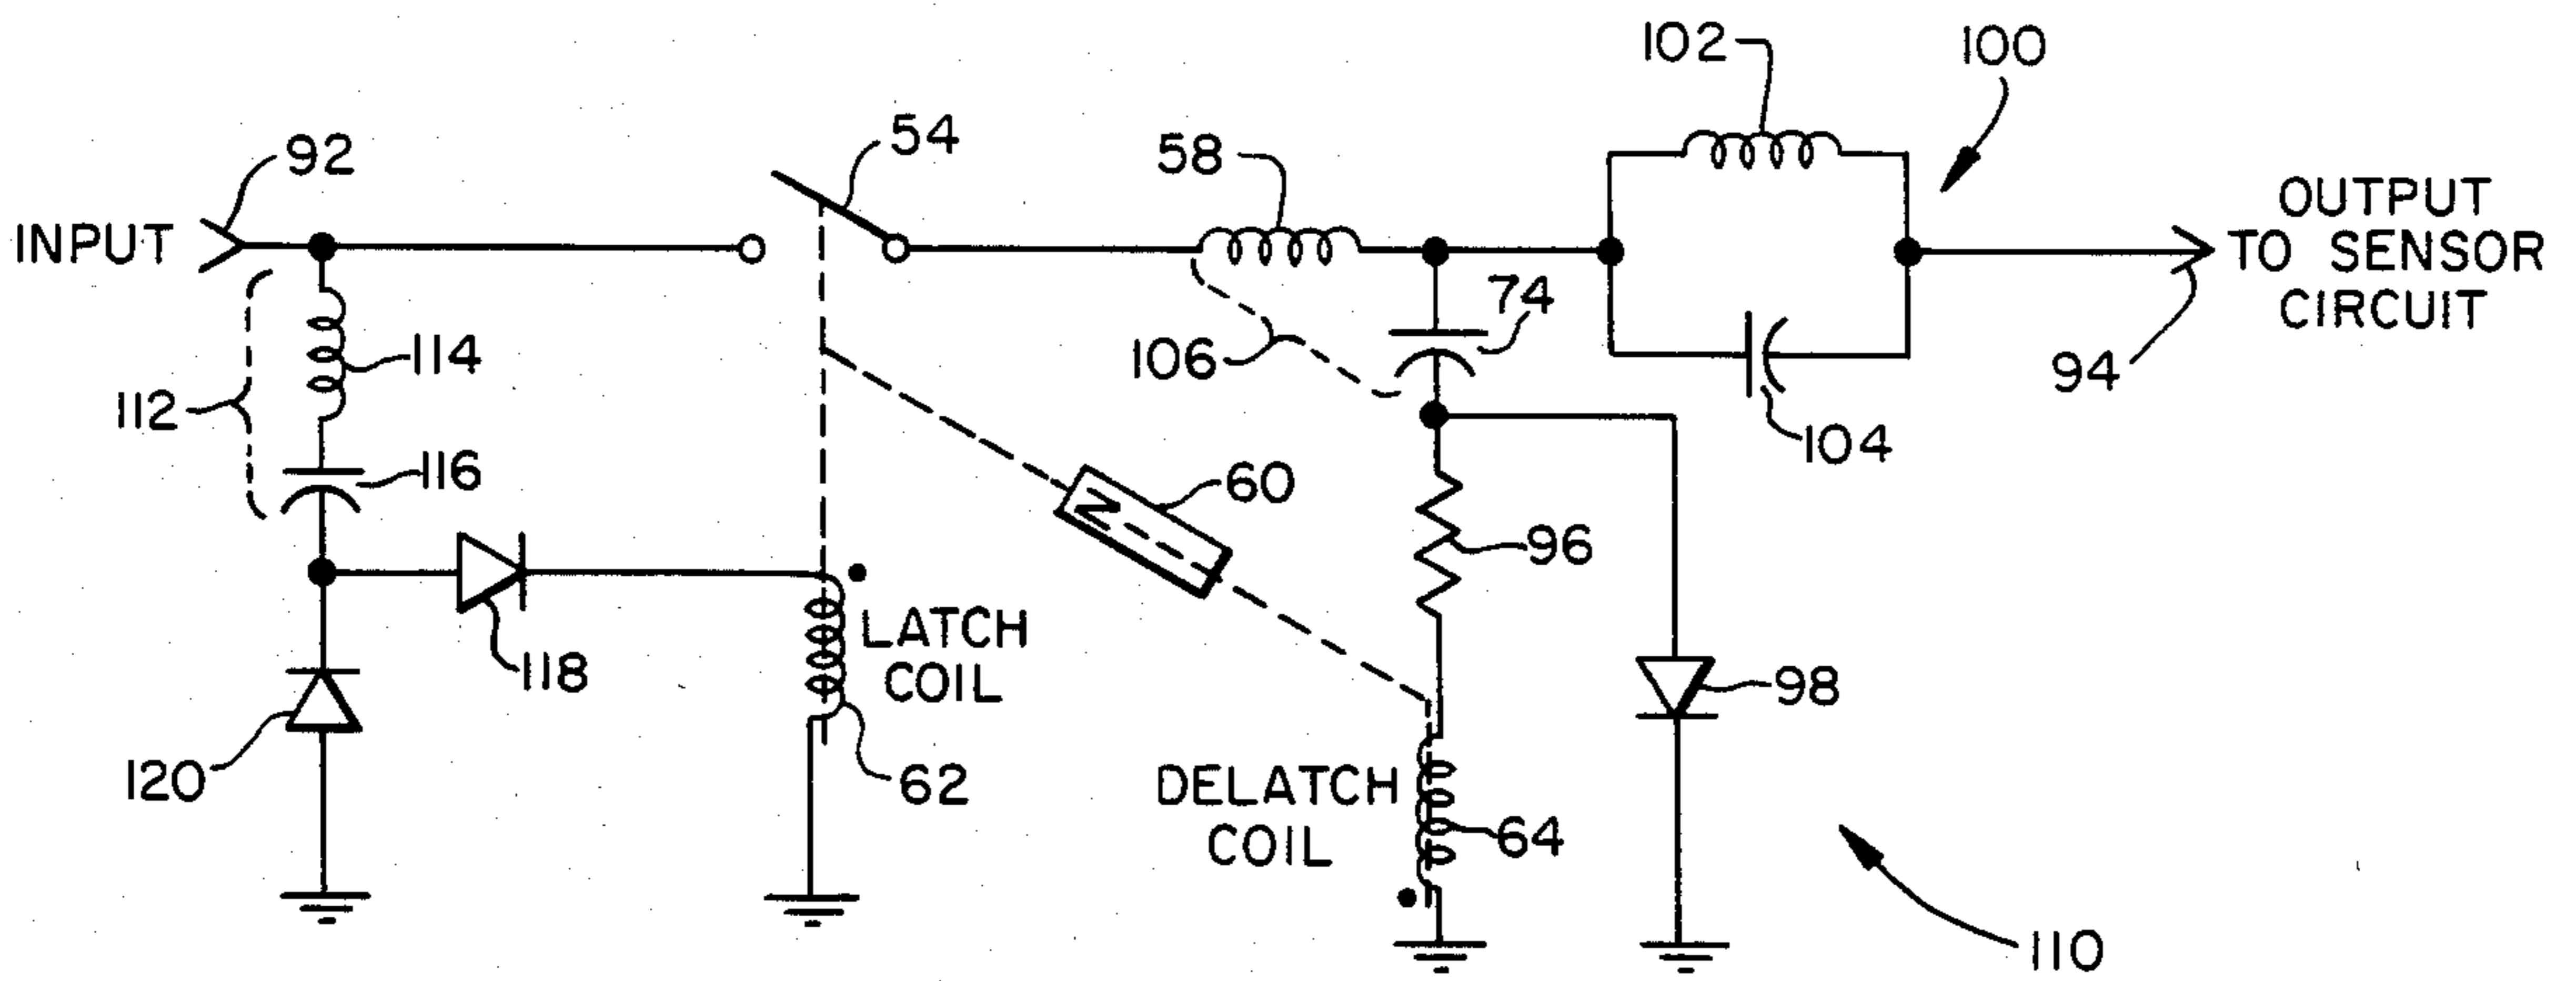 102
100
92
54
58
INPUT
OUTPUT
TO SENSOR
CIRCUIT
74
114
106
94
112
104
116
60
N
96
LATCH
COIL
118
98
120
62
DELATCH
COIL
64
110